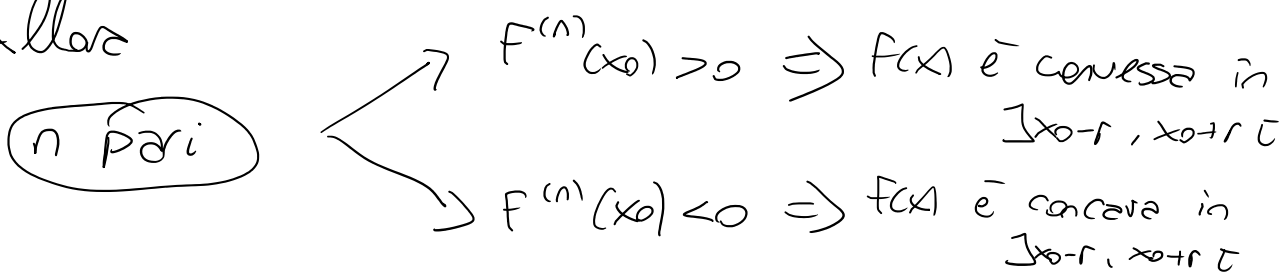 Allora
F⁽ⁿ⁾(x0) > 0 ⇒ F(x) è convessa in
]x0-r, x0+r[
n pari
F⁽ⁿ⁾(x0) < 0 ⇒ F(x) è concava in
]x0-r, x0+r[